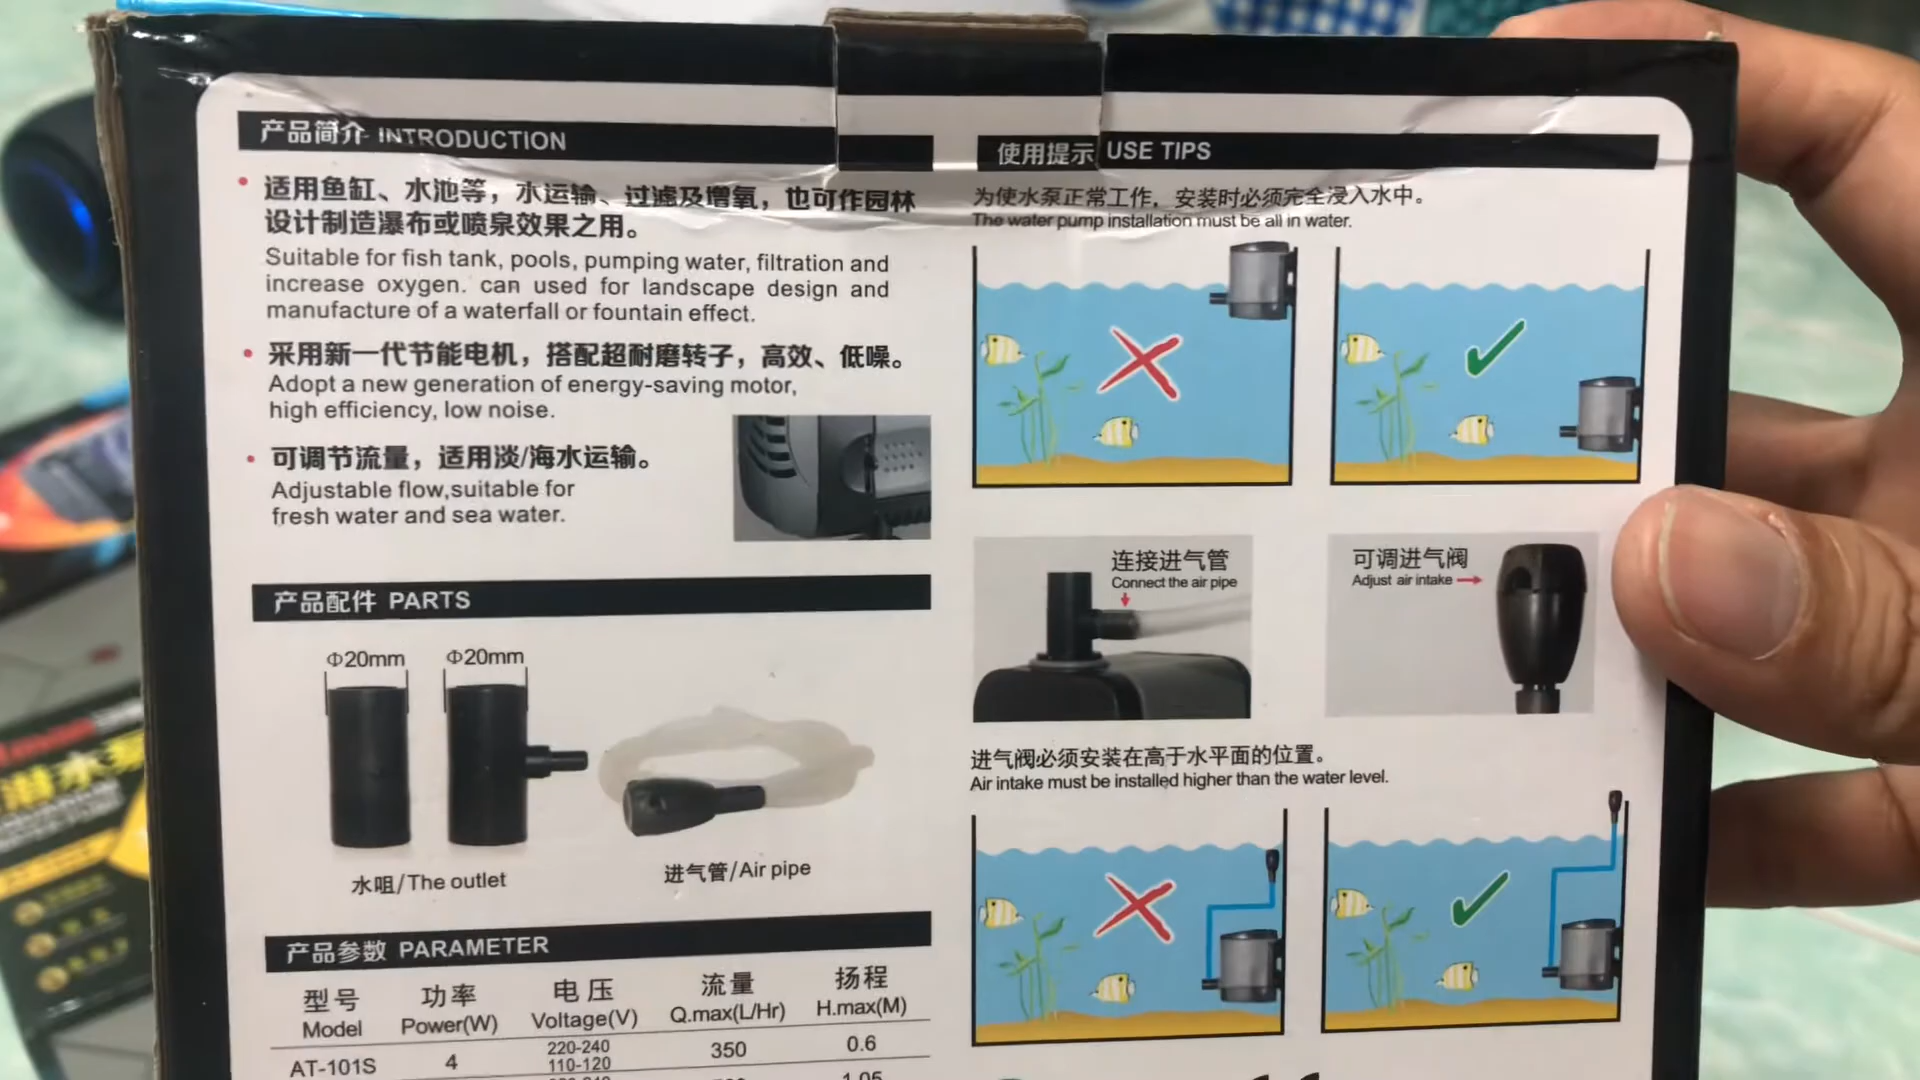 产品简介 INTRODUCTION
适用鱼缸、水池等，水运输、过滤及增氧，也可作园林
设计制造瀑布或喷泉效果之用。
Suitable for fish tank, pools, pumping water, filtration and
increase oxygen. can used for landscape design and
manufacture of a waterfall or fountain effect.
采用新一代节能电机，搭配超耐磨转子，高效、低噪。
Adopt a new generation of energy-saving motor,
high efficiency, low noise.
可调节流量，适用淡/海水运输。
Adjustable flow,suitable for
fresh water and sea water.
产品配件 PARTS
Φ20mm Φ20mm
水咀/The outlet
进气管/Air pipe
产品参数 PARAMETER
型号 功率 电压 流量 扬程
Model Power(W) Voltage(V) Q.max(L/Hr) H.max(M)
AT-101S 4 220-240 350 0.6
110-120
1.05
使用提示 USE TIPS
为使水泵正常工作，安装时必须完全浸入水中。
The water pump installation must be all in water.
连接进气管
Connect the air pipe
可调进气阀
Adjust air intake
进气阀必须安装在高于水平面的位置。
Air intake must be installed higher than the water level.
潜水